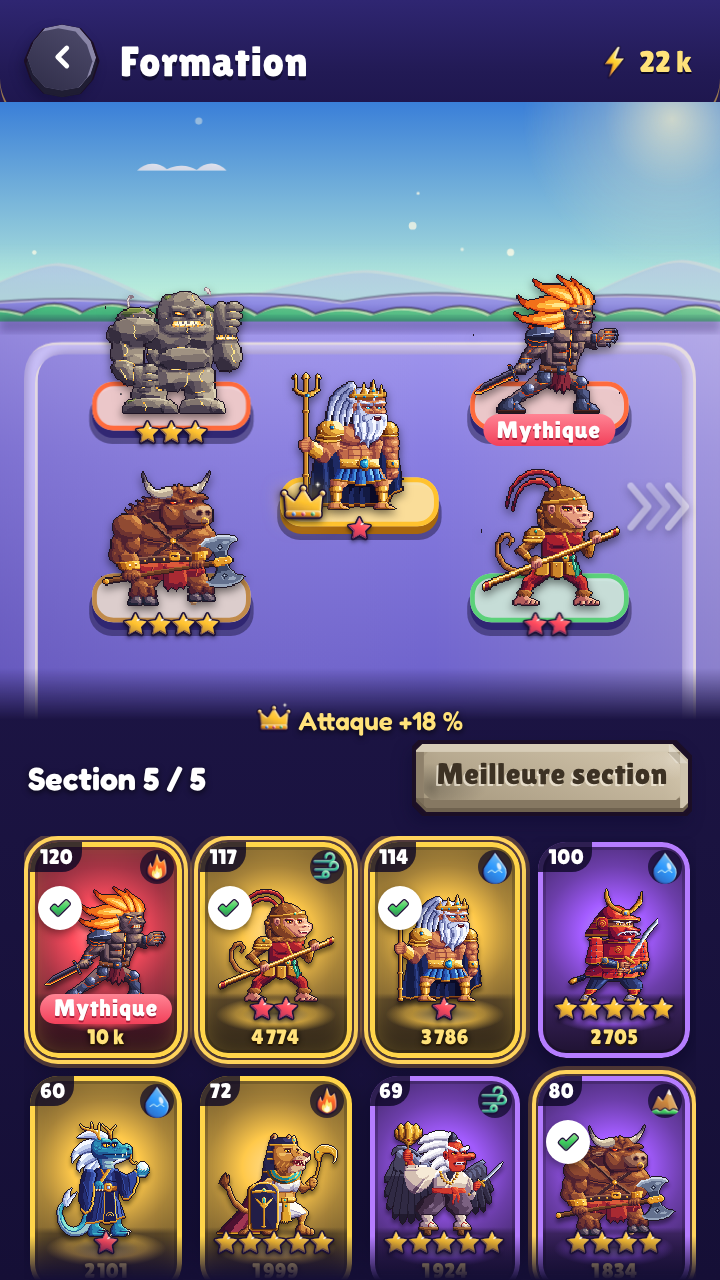 Formation
22 k
Mythique
Attaque +18 %
Section 5 / 5
Meilleure section
120
117
114
100
Mythique
10 k
4774
3786
2705
60
72
69
80
2101
1999
1924
1834